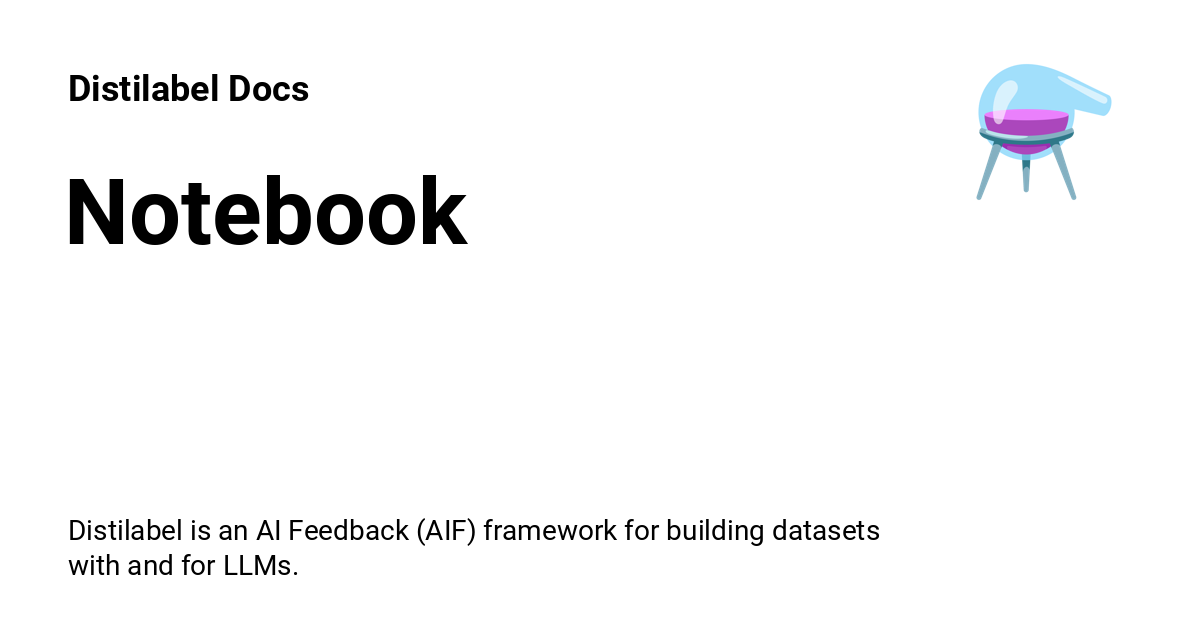 Distilabel Docs
Notebook
Distilabel is an AI Feedback (AIF) framework for building datasets
with and for LLMs.